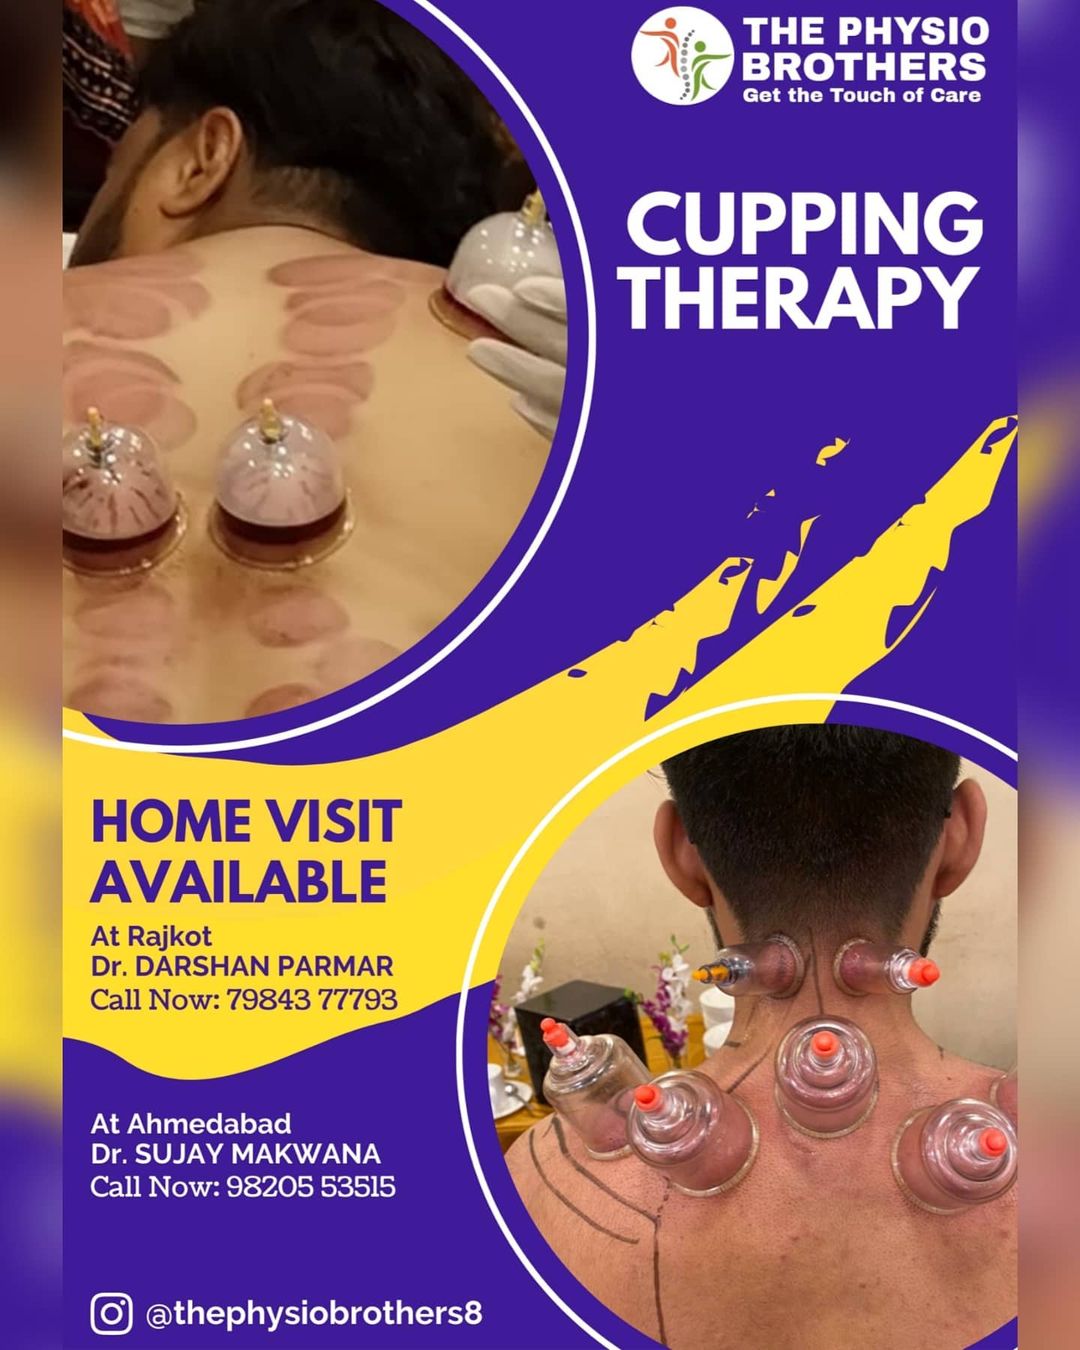 THE PHYSIO
BROTHERS
Get the Touch of Care
CUPPING
THERAPY
HOME VISIT
AVAILABLE
At Rajkot
Dr. DARSHAN PARMAR
Call Now: 79843 77793
At Ahmedabad
Dr. SUJAY MAKWANA
Call Now: 98205 53515
@thephysiobrothers8